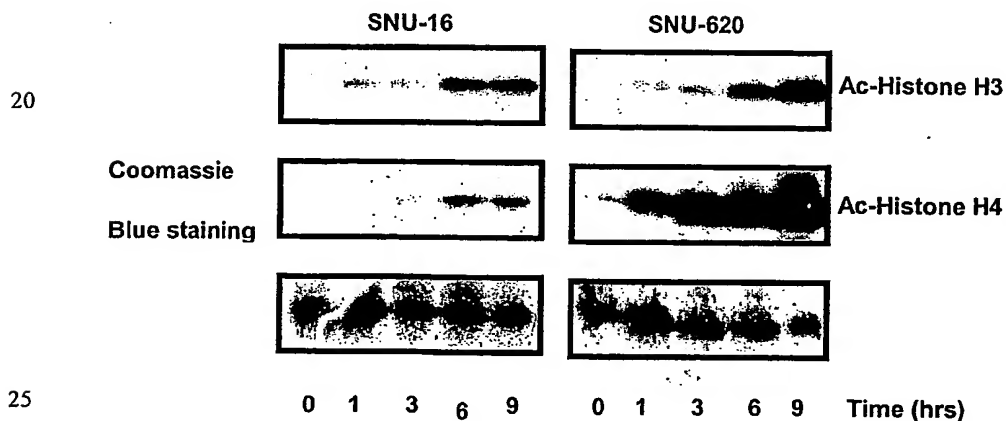 SNU-16 SNU-620
20 Ac-Histone H3
Coomassie
Ac-Histone H4
Blue staining
25 0 1 3 6 9 0 1 3 6 9 Time (hrs)